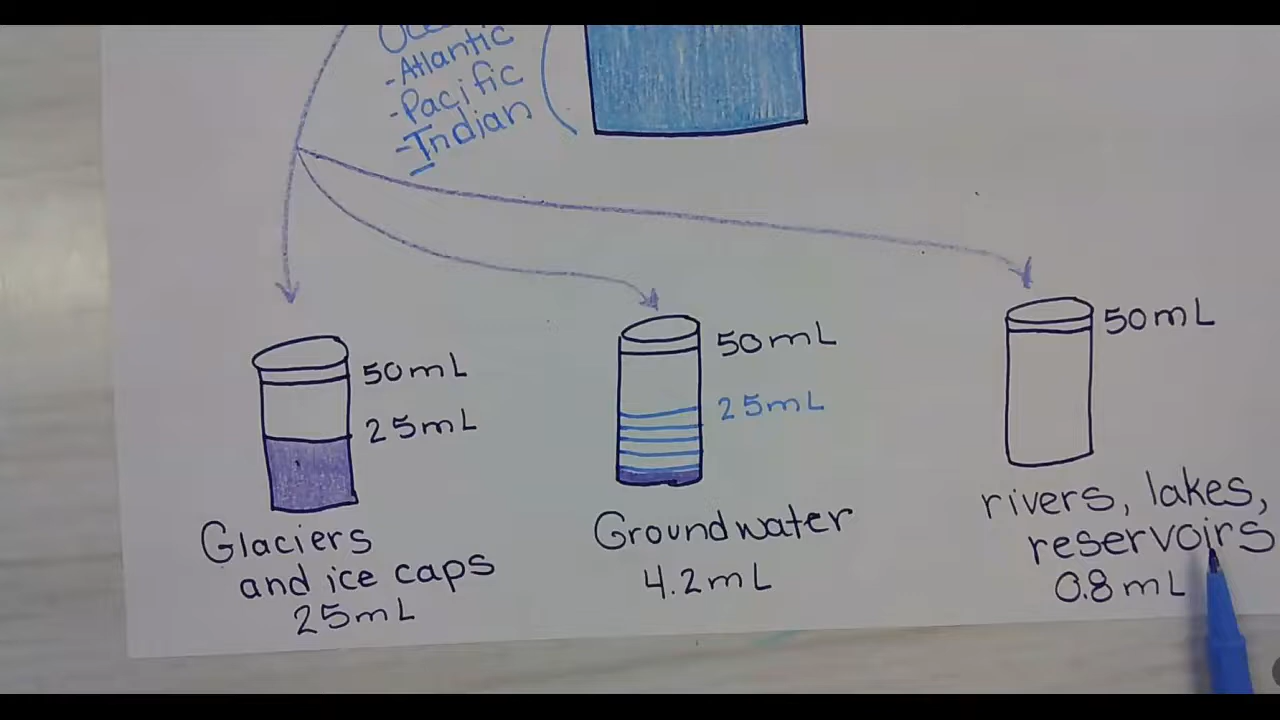 -Atlantic
-Pacific
-Indian
50mL
25mL
50mL
25mL
50mL
Glaciers
and ice caps
25mL
Groundwater
4.2mL
rivers, lakes,
reservoirs
0.8mL